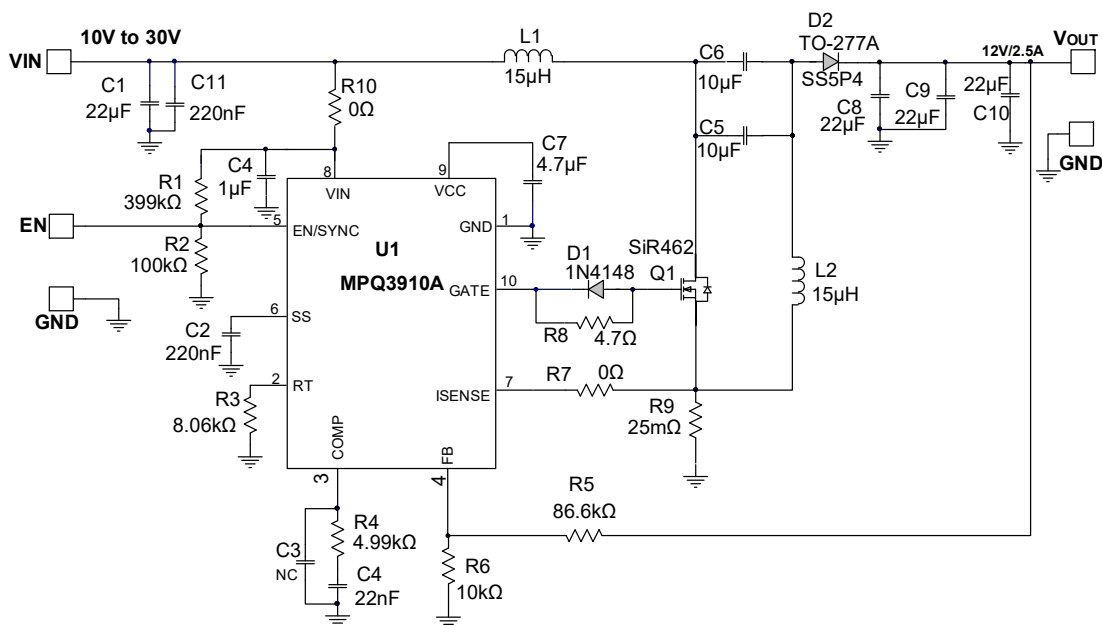 VIN
10V to 30V
C1
22µF
C11
220nF
R10
0Ω
L1
15µH
C6
10µF
D2
TO-277A
SS5P4
12V/2.5A
VOUT
C8
22µF
C9
22µF
22µF
C10
GND
C5
10µF
C7
4.7µF
C4
1µF
R1
399kΩ
8
VIN
9
VCC
EN
5
EN/SYNC
GND
1
R2
100kΩ
U1
MPQ3910A
GATE
10
D1
1N4148
SiR462
Q1
L2
15µH
GND
6
SS
C2
220nF
R8
4.7Ω
2
RT
R3
8.06kΩ
ISENSE
7
R7
0Ω
R9
25mΩ
COMP
3
FB
4
R5
86.6kΩ
C3
NC
R4
4.99kΩ
C4
22nF
R6
10kΩ